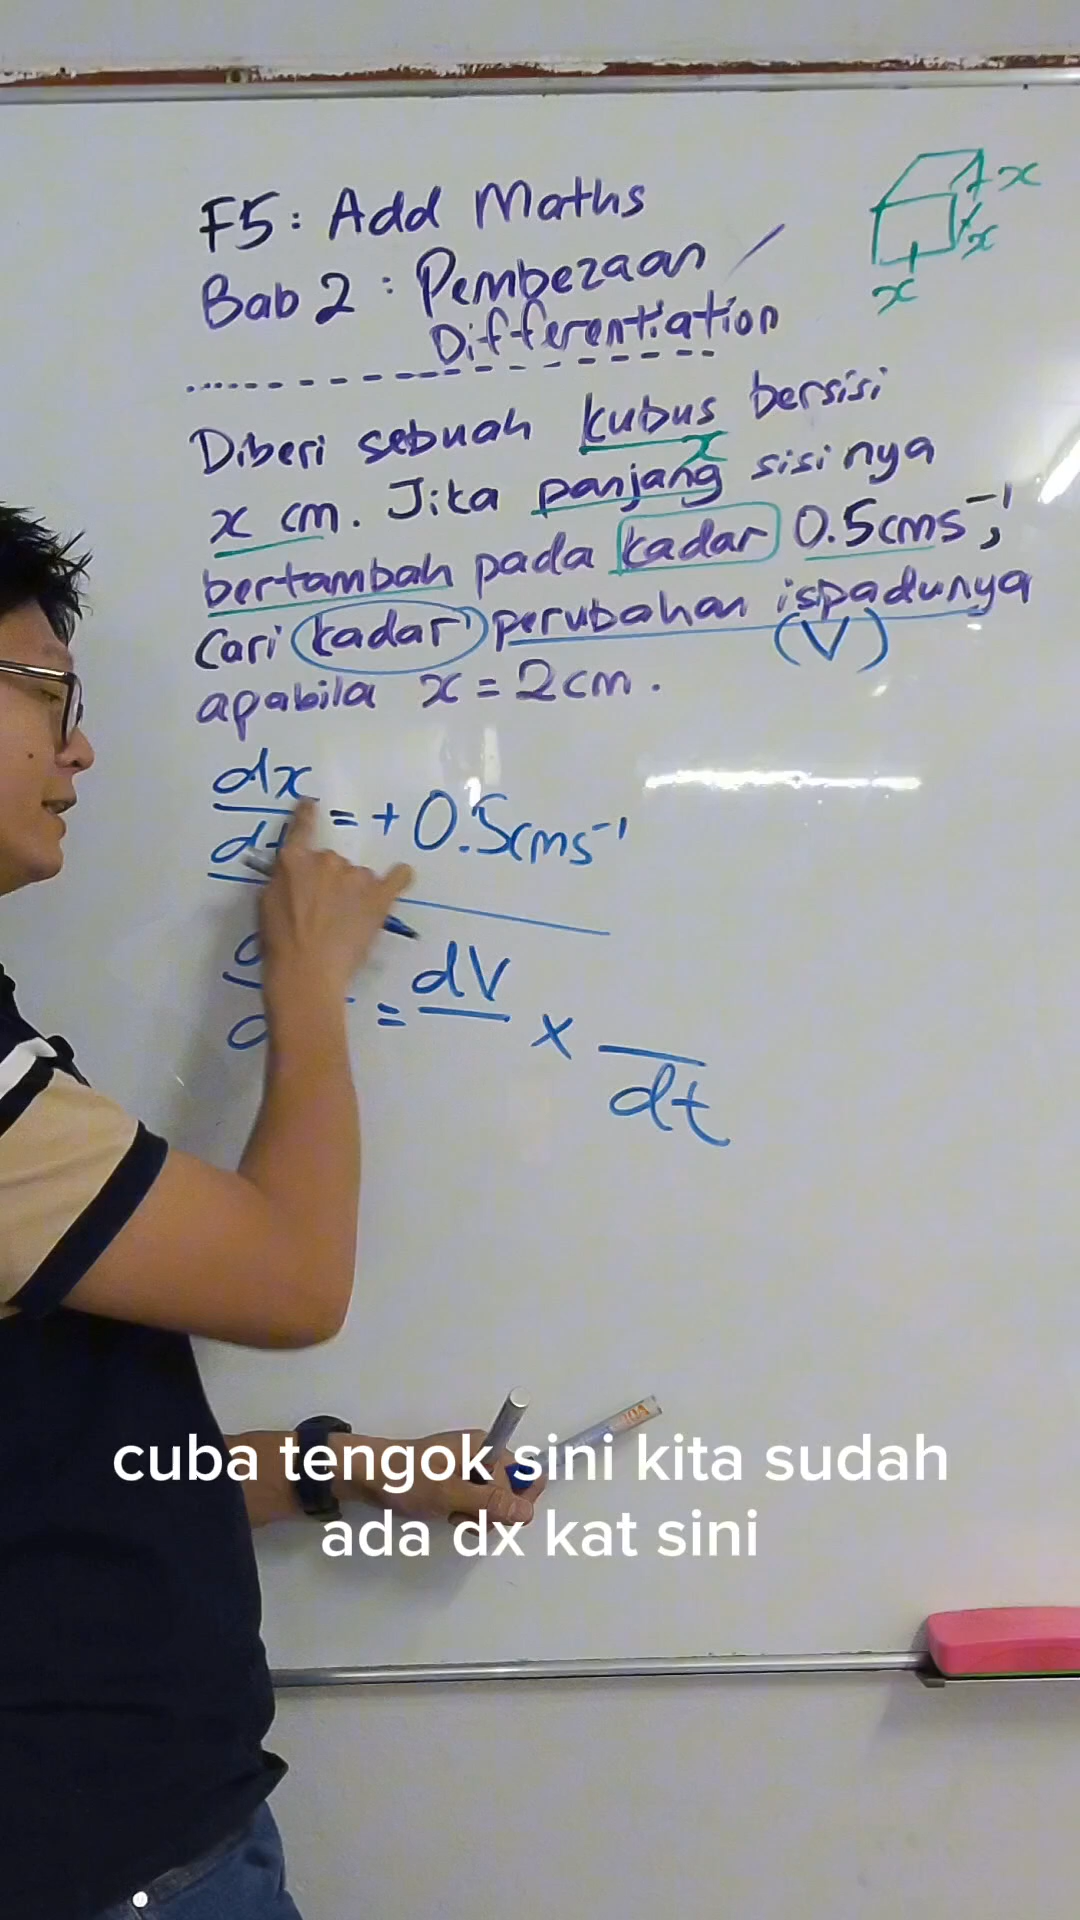 F5: Add Maths
Bab 2: Pembezaan /
Differentiation
x
x
x
Diberi sebuah kubus bersisi
x cm. Jika panjang sisinya
x
bertambah pada kadar 0.5cms⁻¹,
Cari kadar perubahan ispadunya
(V)
apabila x = 2cm.
dx/dt = + 0.5cms⁻¹
= dV/ × /dt
cuba tengok sini kita sudah
ada dx kat sini